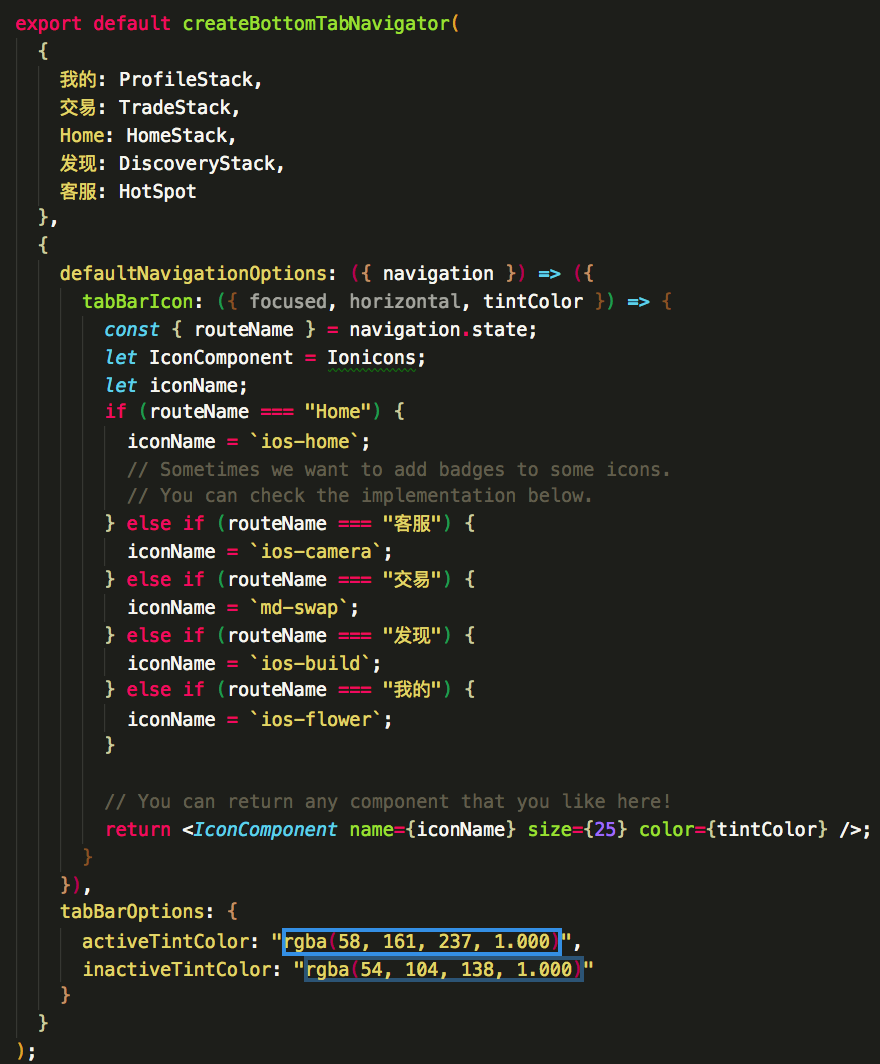 export default createBottomTabNavigator(
{
我的: ProfileStack,
交易: TradeStack,
Home: HomeStack,
发现: DiscoveryStack,
客服: HotSpot
},
{
defaultNavigationOptions: ({ navigation }) => ({
tabBarIcon: ({ focused, horizontal, tintColor }) => {
const { routeName } = navigation.state;
let IconComponent = Ionicons;
let iconName;
if (routeName === "Home") {
iconName = `ios-home`;
// Sometimes we want to add badges to some icons.
// You can check the implementation below.
} else if (routeName === "客服") {
iconName = `ios-camera`;
} else if (routeName === "交易") {
iconName = `md-swap`;
} else if (routeName === "发现") {
iconName = `ios-build`;
} else if (routeName === "我的") {
iconName = `ios-flower`;
}
// You can return any component that you like here!
return <IconComponent name={iconName} size={25} color={tintColor} />;
}
}),
tabBarOptions: {
activeTintColor: "rgba(58, 161, 237, 1.000)",
inactiveTintColor: "rgba(54, 104, 138, 1.000)"
}
}
);